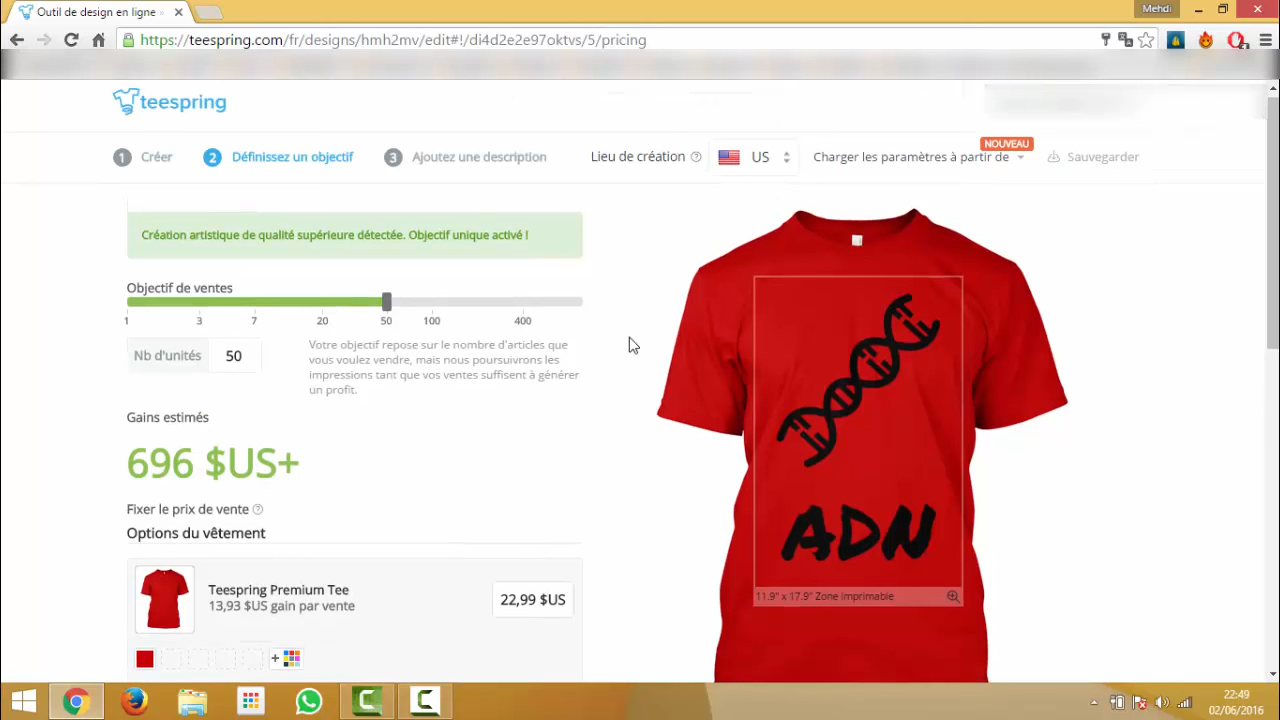 Outil de design en ligne
Mehdi
https://teespring.com/fr/designs/hmh2mv/edit#!/di4d2e2e97oktvs/5/pricing
teespring
1 Créer
2 Définissez un objectif
3 Ajoutez une description
Lieu de création
US
NOUVEAU
Charger les paramètres à partir de
Sauvegarder
Création artistique de qualité supérieure détectée. Objectif unique activé !
Objectif de ventes
1 3 7 20 50 100 400
Nb d'unités 50
Votre objectif repose sur le nombre d'articles que
vous voulez vendre, mais nous poursuivrons les
impressions tant que vos ventes suffisent à générer
un profit.
Gains estimés
696 $US+
Fixer le prix de vente
Options du vêtement
Teespring Premium Tee
13,93 $US gain par vente
22,99 $US
ADN
11.9" x 17.9" Zone imprimable
22:49
02/06/2016